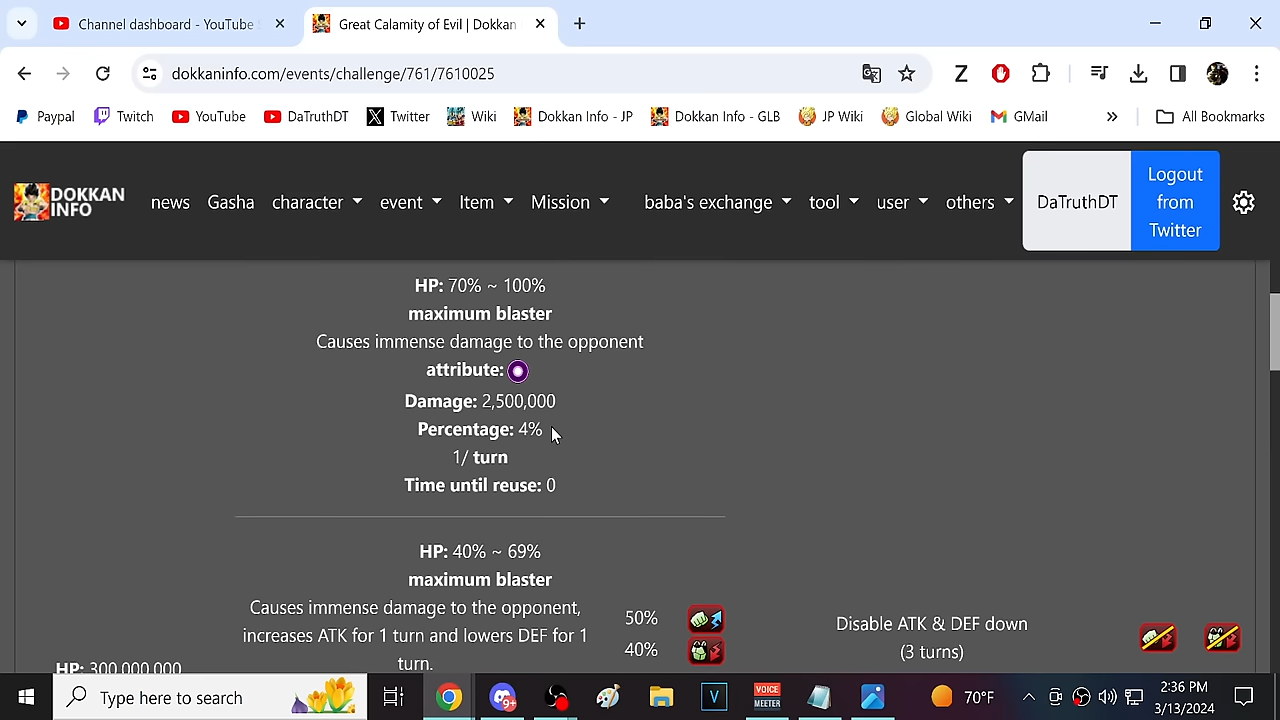 Channel dashboard - YouTube
Great Calamity of Evil | Dokkan
dokkaninfo.com/events/challenge/761/7610025
Paypal Twitch YouTube DaTruthDT Twitter Wiki Dokkan Info - JP Dokkan Info - GLB JP Wiki Global Wiki GMail » All Bookmarks
DOKKAN INFO
news Gasha character event Item Mission baba's exchange tool user others DaTruthDT
Logout
from
Twitter
HP: 70% ~ 100%
maximum blaster
Causes immense damage to the opponent
attribute:
Damage: 2,500,000
Percentage: 4%
1/ turn
Time until reuse: 0
HP: 40% ~ 69%
maximum blaster
Causes immense damage to the opponent,
increases ATK for 1 turn and lowers DEF for 1
turn.
50%
40%
Disable ATK & DEF down
(3 turns)
HP: 300,000,000
Type here to search
9+
V
VOICE
MEETER
70°F
2:36 PM
3/13/2024